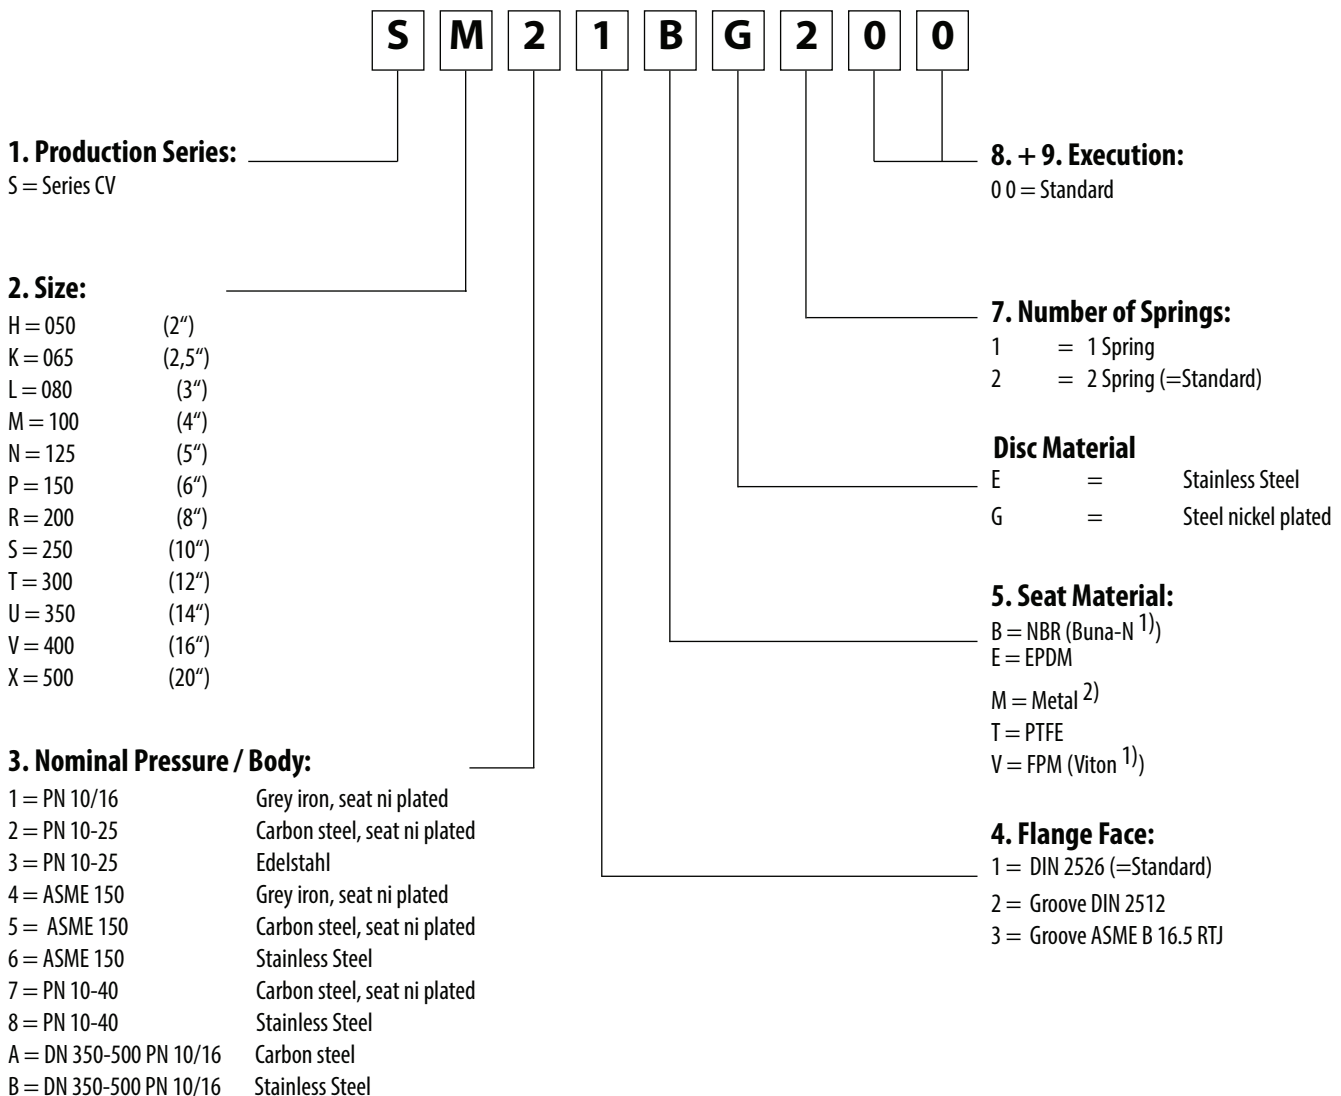 S M 2 1 B G 2 0 0
1. Production Series:
S = Series CV
2. Size:
H = 050 (2“)
K = 065 (2,5“)
L = 080 (3“)
M = 100 (4“)
N = 125 (5“)
P = 150 (6“)
R = 200 (8“)
S = 250 (10“)
T = 300 (12“)
U = 350 (14“)
V = 400 (16“)
X = 500 (20“)
3. Nominal Pressure / Body:
1 = PN 10/16 Grey iron, seat ni plated
2 = PN 10-25 Carbon steel, seat ni plated
3 = PN 10-25 Edelstahl
4 = ASME 150 Grey iron, seat ni plated
5 = ASME 150 Carbon steel, seat ni plated
6 = ASME 150 Stainless Steel
7 = PN 10-40 Carbon steel, seat ni plated
8 = PN 10-40 Stainless Steel
A = DN 350-500 PN 10/16 Carbon steel
B = DN 350-500 PN 10/16 Stainless Steel
8. + 9. Execution:
0 0 = Standard
7. Number of Springs:
1 = 1 Spring
2 = 2 Spring (=Standard)
Disc Material
E = Stainless Steel
G = Steel nickel plated
5. Seat Material:
B = NBR (Buna-N 1))
E = EPDM
M = Metal 2)
T = PTFE
V = FPM (Viton 1))
4. Flange Face:
1 = DIN 2526 (=Standard)
2 = Groove DIN 2512
3 = Groove ASME B 16.5 RTJ